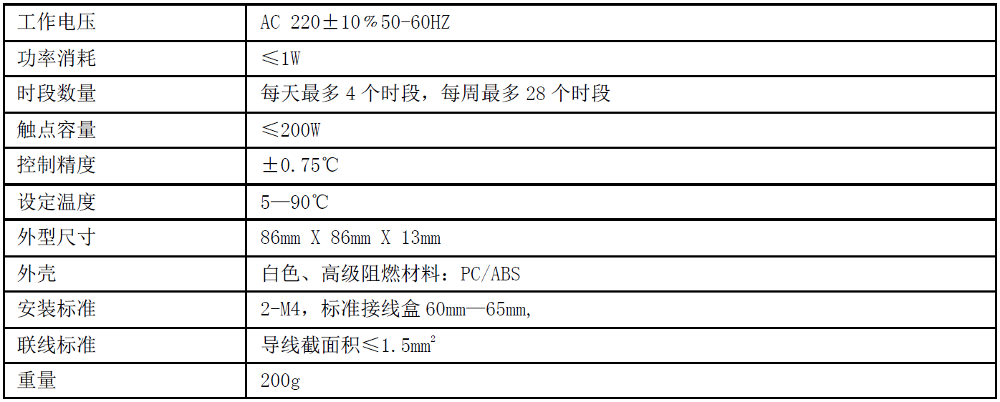 工作电压 AC 220±10％50-60HZ
功率消耗 ≤1W
时段数量 每天最多 4 个时段，每周最多 28 个时段
触点容量 ≤200W
控制精度 ±0.75℃
设定温度 5—90℃
外型尺寸 86mm X 86mm X 13mm
外壳 白色、高级阻燃材料：PC/ABS
安装标准 2-M4，标准接线盒 60mm—65mm,
联线标准 导线截面积≤1.5mm²
重量 200g